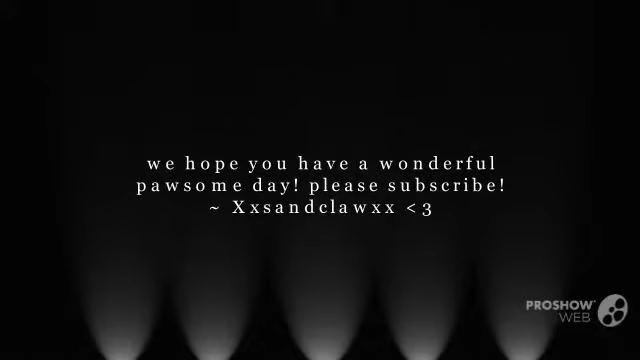 we hope you have a wonderful
pawsome day! please subscribe!
~ Xxsandclawxx <3
PROSHOW
WEB